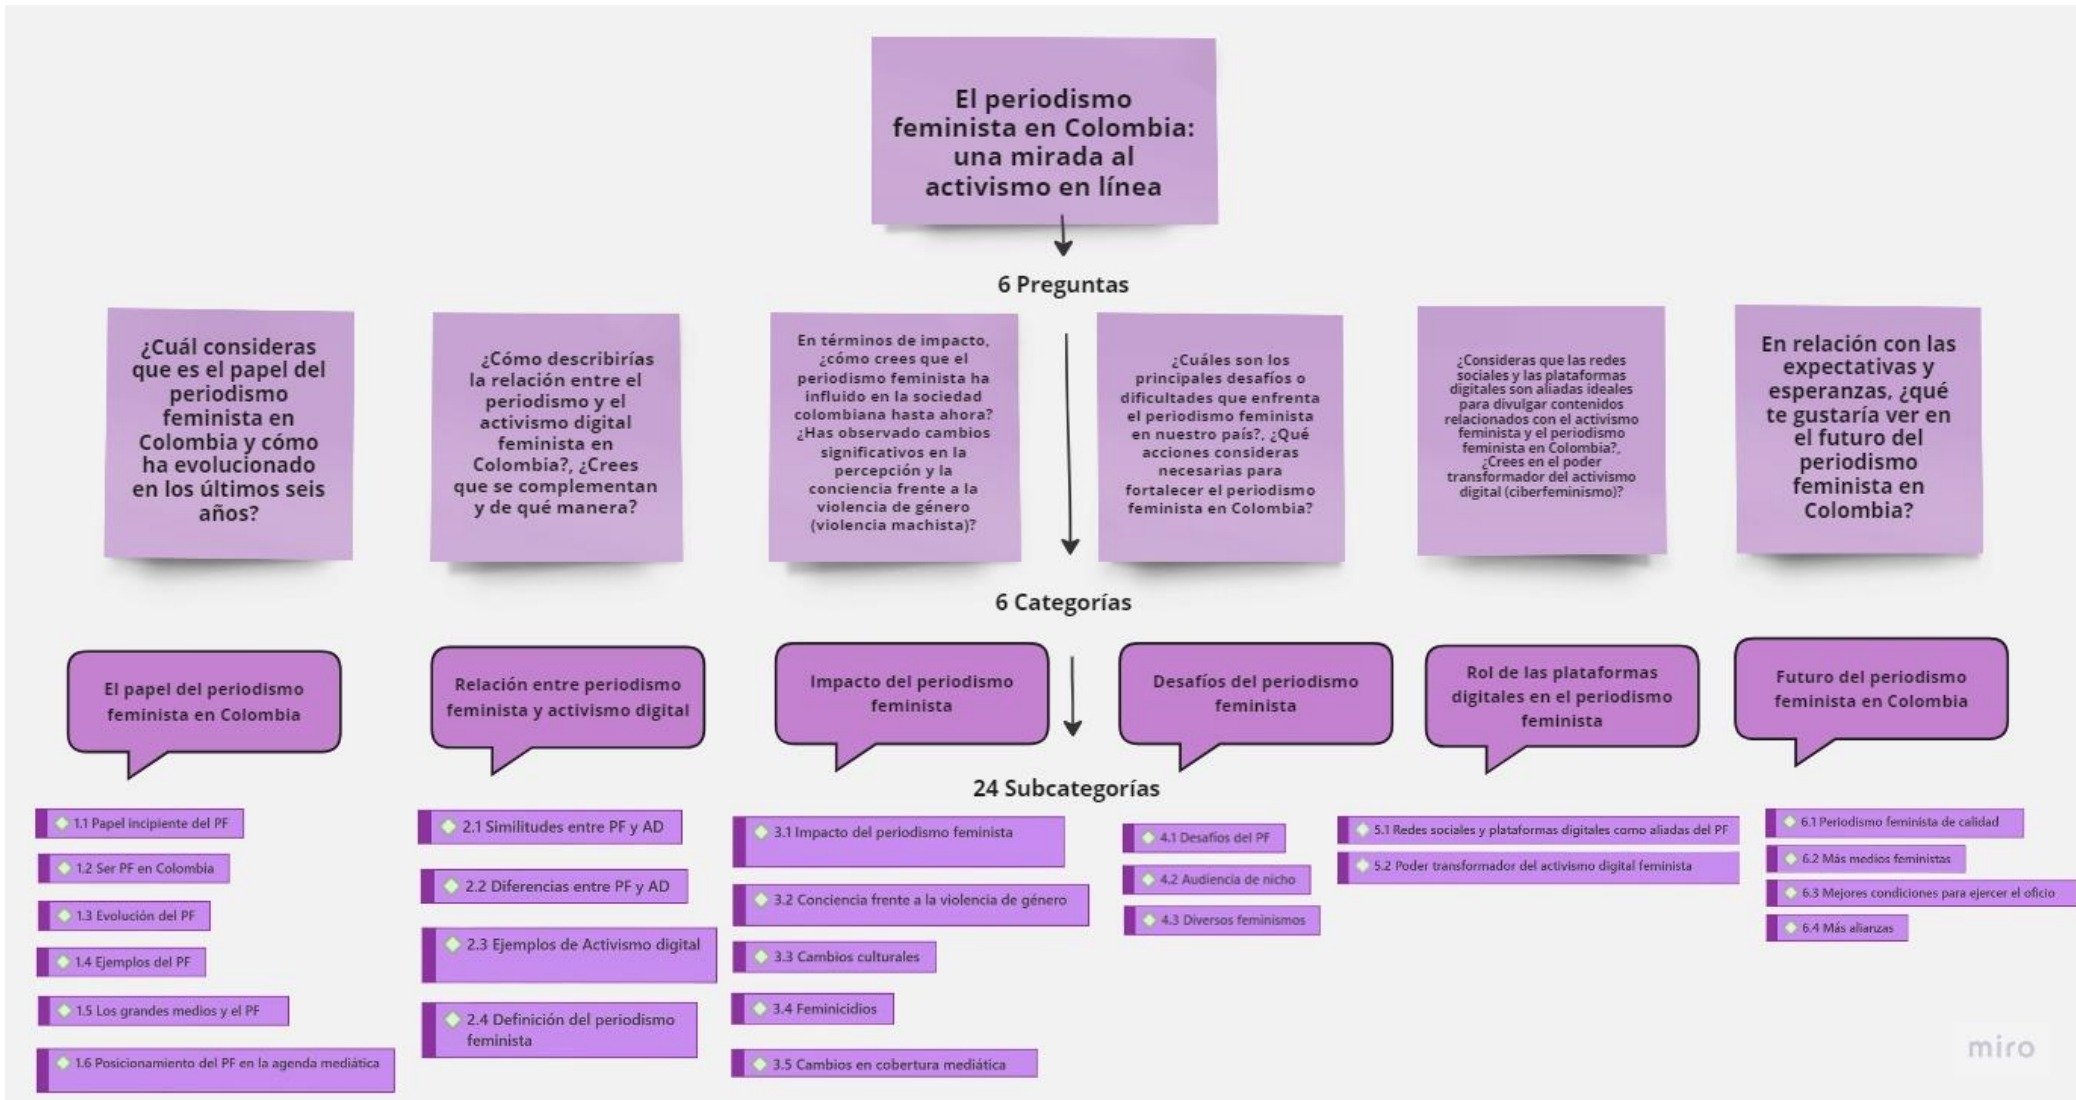 El periodismo
feminista en Colombia:
una mirada al
activismo en línea
6 Preguntas
¿Cuál consideras
que es el papel del
periodismo
feminista en
Colombia y cómo
ha evolucionado
en los últimos seis
años?
¿Cómo describirías
la relación entre el
periodismo y el
activismo digital
feminista en
Colombia?, ¿Crees
que se complementan
y de qué manera?
En términos de impacto,
¿cómo crees que el
periodismo feminista ha
influido en la sociedad
colombiana hasta ahora?
¿Has observado cambios
significativos en la
percepción y la
conciencia frente a la
violencia de género
(violencia machista)?
¿Cuáles son los
principales desafíos o
dificultades que enfrenta
el periodismo feminista
en nuestro país?, ¿Qué
acciones consideras
necesarias para
fortalecer el periodismo
feminista en Colombia?
¿Consideras que las redes
sociales y las plataformas
digitales son aliadas ideales
para divulgar contenidos
relacionados con el activismo
feminista y el periodismo
feminista en Colombia?,
¿Crees en el poder
transformador del activismo
digital (ciberfeminismo)?
En relación con las
expectativas y
esperanzas, ¿qué
te gustaría ver en
el futuro del
periodismo
feminista en
Colombia?
6 Categorías
El papel del periodismo
feminista en Colombia
Relación entre periodismo
feminista y activismo digital
Impacto del periodismo
feminista
Desafíos del periodismo
feminista
Rol de las plataformas
digitales en el periodismo
feminista
Futuro del periodismo
feminista en Colombia
24 Subcategorías
1.1 Papel incipiente del PF
1.2 Ser PF en Colombia
1.3 Evolución del PF
1.4 Ejemplos del PF
1.5 Los grandes medios y el PF
1.6 Posicionamiento del PF en la agenda mediática
2.1 Similitudes entre PF y AD
2.2 Diferencias entre PF y AD
2.3 Ejemplos de Activismo digital
2.4 Definición del periodismo
feminista
3.1 Impacto del periodismo feminista
3.2 Conciencia frente a la violencia de género
3.3 Cambios culturales
3.4 Feminicidios
3.5 Cambios en cobertura mediática
4.1 Desafíos del PF
4.2 Audiencia de nicho
4.3 Diversos feminismos
5.1 Redes sociales y plataformas digitales como aliadas del PF
5.2 Poder transformador del activismo digital feminista
6.1 Periodismo feminista de calidad
6.2 Más medios feministas
6.3 Mejores condiciones para ejercer el oficio
6.4 Más alianzas
miro